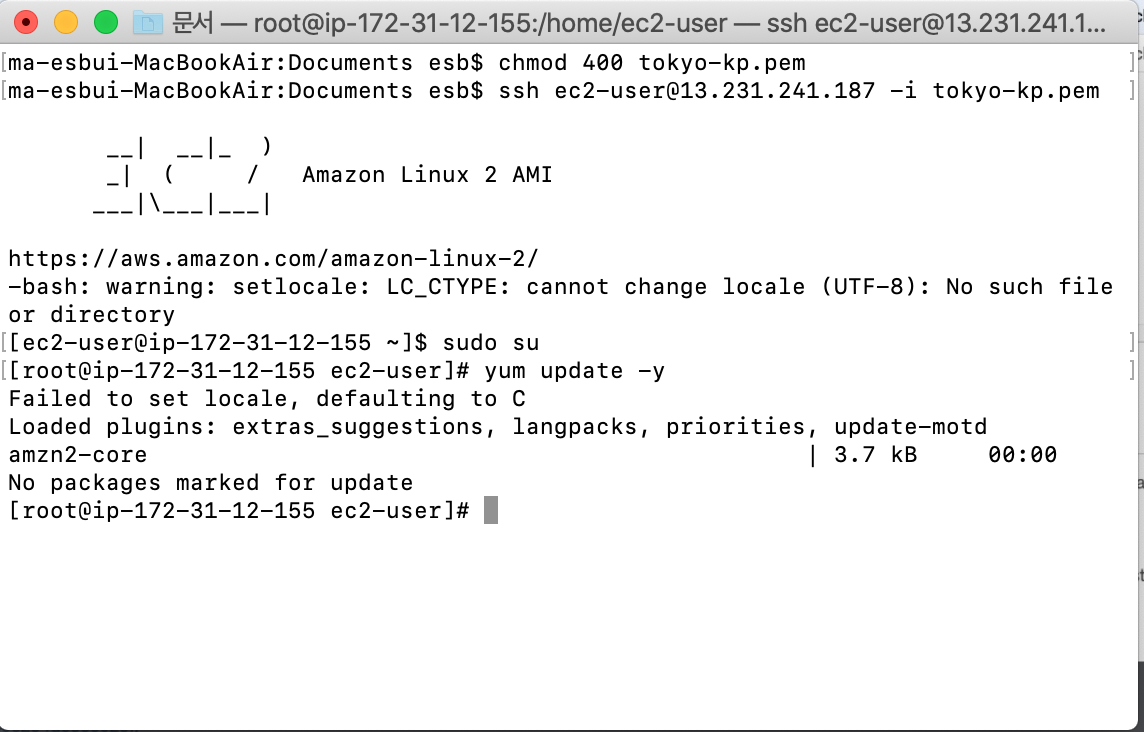 문서 — root@ip-172-31-12-155:/home/ec2-user — ssh ec2-user@13.231.241.1...
[ma-esbui-MacBookAir:Documents esb$ chmod 400 tokyo-kp.pem ]
[ma-esbui-MacBookAir:Documents esb$ ssh ec2-user@13.231.241.187 -i tokyo-kp.pem ]
       __|  __|_  )
       _|  (     /   Amazon Linux 2 AMI
      ___|\___|___|
https://aws.amazon.com/amazon-linux-2/
-bash: warning: setlocale: LC_CTYPE: cannot change locale (UTF-8): No such file
or directory
[[ec2-user@ip-172-31-12-155 ~]$ sudo su ]
[[root@ip-172-31-12-155 ec2-user]# yum update -y ]
Failed to set locale, defaulting to C
Loaded plugins: extras_suggestions, langpacks, priorities, update-motd
amzn2-core | 3.7 kB 00:00
No packages marked for update
[root@ip-172-31-12-155 ec2-user]#